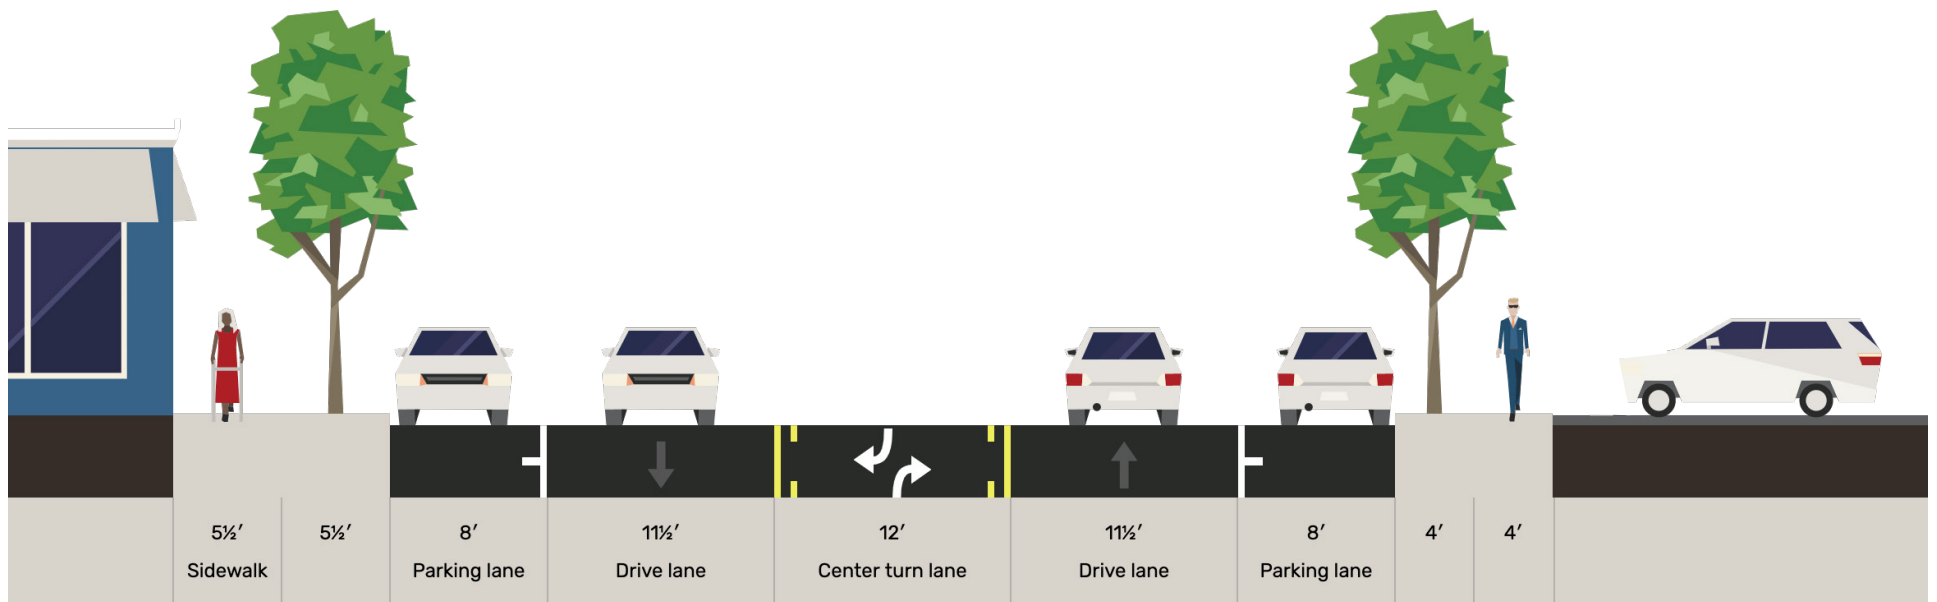 5½′ 5½′ 8′ 11½′ 12′ 11½′ 8′ 4′ 4′
Sidewalk Parking lane Drive lane Center turn lane Drive lane Parking lane